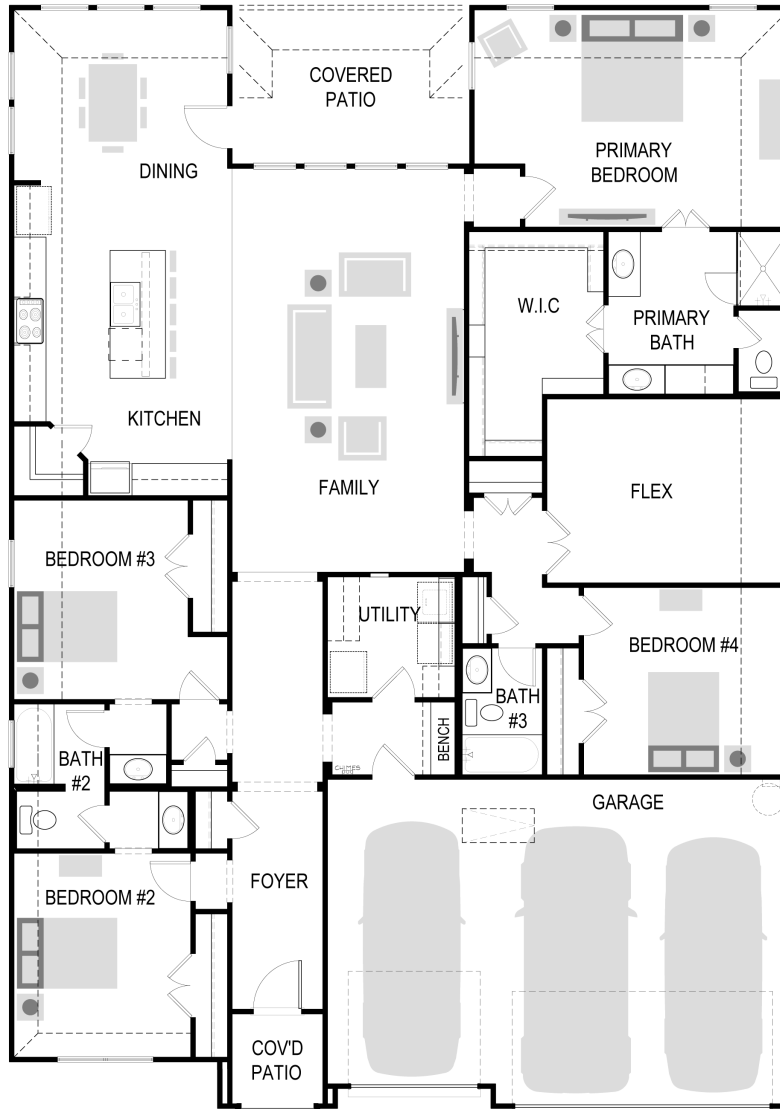 COVERED
PATIO
PRIMARY
BEDROOM
DINING
W.I.C
PRIMARY
BATH
KITCHEN
FAMILY
FLEX
BEDROOM #3
UTILITY
BEDROOM #4
BATH
#3
BENCH
BATH
#2
CHIMES
GARAGE
FOYER
BEDROOM #2
COV'D
PATIO